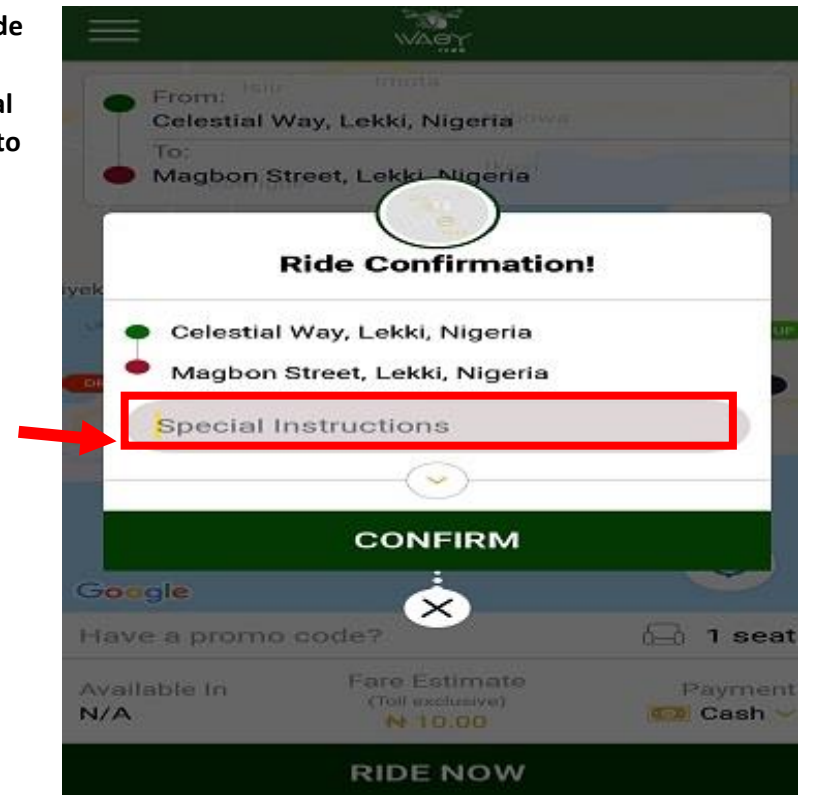 de
al
to
WAGY
From:
Celestial Way, Lekki, Nigeria
To:
Magbon Street, Lekki, Nigeria
Ride Confirmation!
Celestial Way, Lekki, Nigeria
Magbon Street, Lekki, Nigeria
Special Instructions
CONFIRM
Google
Have a promo code?
1 seat
Available In
N/A
Fare Estimate
(Toll exclusive)
₦ 10.00
Payment
Cash
RIDE NOW